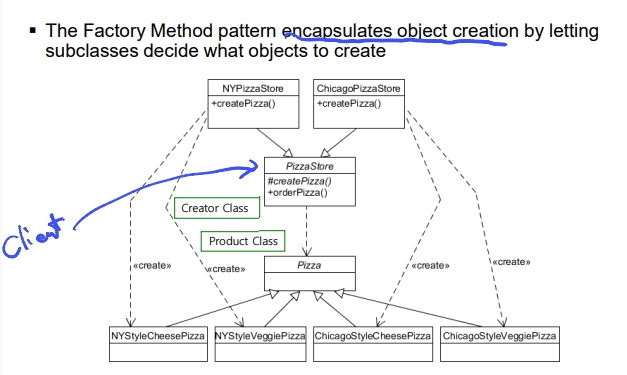 ▪ The Factory Method pattern encapsulates object creation by letting
subclasses decide what objects to create
NYPizzaStore
+createPizza()
ChicagoPizzaStore
+createPizza()
PizzaStore
#createPizza()
+orderPizza()
Client
Creator Class
Product Class
Pizza
«create»
«create»
«create»
«create»
NYStyleCheesePizza
NYStyleVeggiePizza
ChicagoStyleCheesePizza
ChicagoStyleVeggiePizza